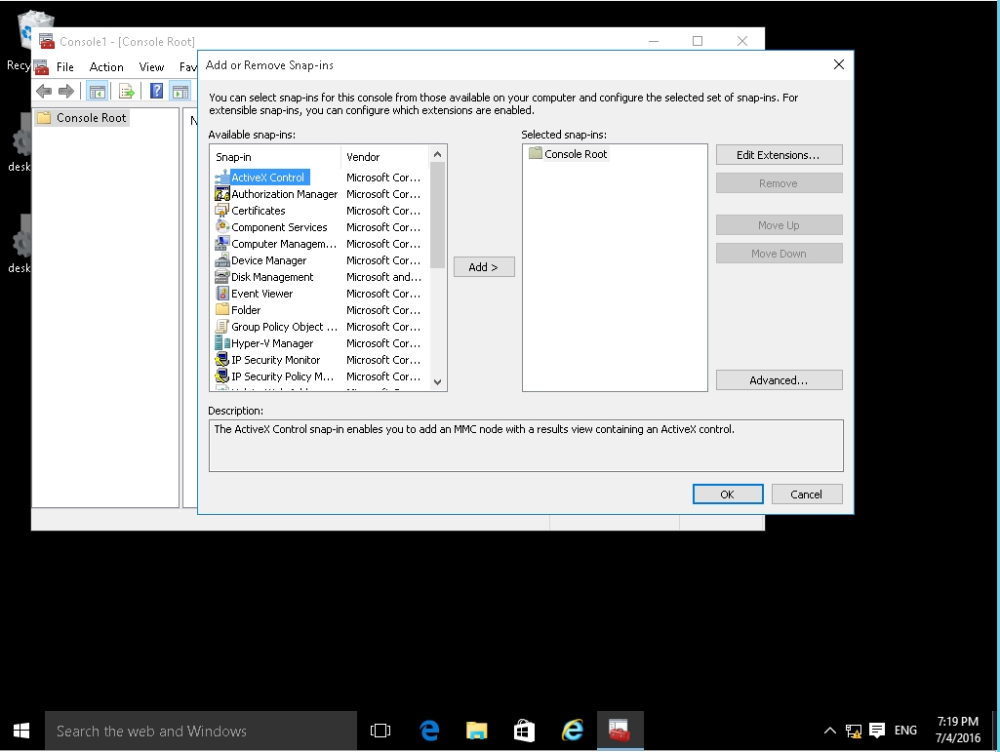 Console1 - [Console Root]
File Action View Fav
Console Root
Add or Remove Snap-ins
You can select snap-ins for this console from those available on your computer and configure the selected set of snap-ins. For
extensible snap-ins, you can configure which extensions are enabled.
Available snap-ins:
Snap-in Vendor
ActiveX Control Microsoft Cor...
Authorization Manager Microsoft Cor...
Certificates Microsoft Cor...
Component Services Microsoft Cor...
Computer Managem... Microsoft Cor...
Device Manager Microsoft Cor...
Disk Management Microsoft and...
Event Viewer Microsoft Cor...
Folder Microsoft Cor...
Group Policy Object ... Microsoft Cor...
Hyper-V Manager Microsoft Cor...
IP Security Monitor Microsoft Cor...
IP Security Policy M... Microsoft Cor...
Add >
Selected snap-ins:
Console Root
Edit Extensions...
Remove
Move Up
Move Down
Advanced...
Description:
The ActiveX Control snap-in enables you to add an MMC node with a results view containing an ActiveX control.
OK Cancel
Recy
desk
desk
Search the web and Windows
ENG
7:19 PM
7/4/2016